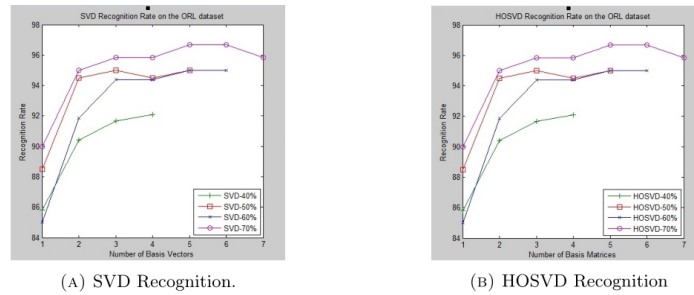 SVD Recognition Rate on the ORL dataset
98
96
94
92
90
88
86
84
Recognition Rate
1 2 3 4 5 6 7
Number of Basis Vectors
SVD-40%
SVD-50%
SVD-60%
SVD-70%
(A) SVD Recognition.
HOSVD Recognition Rate on the ORL dataset
98
96
94
92
90
88
86
84
Recognition Rate
1 2 3 4 5 6 7
Number of Basis Matrices
HOSVD-40%
HOSVD-50%
HOSVD-60%
HOSVD-70%
(B) HOSVD Recognition